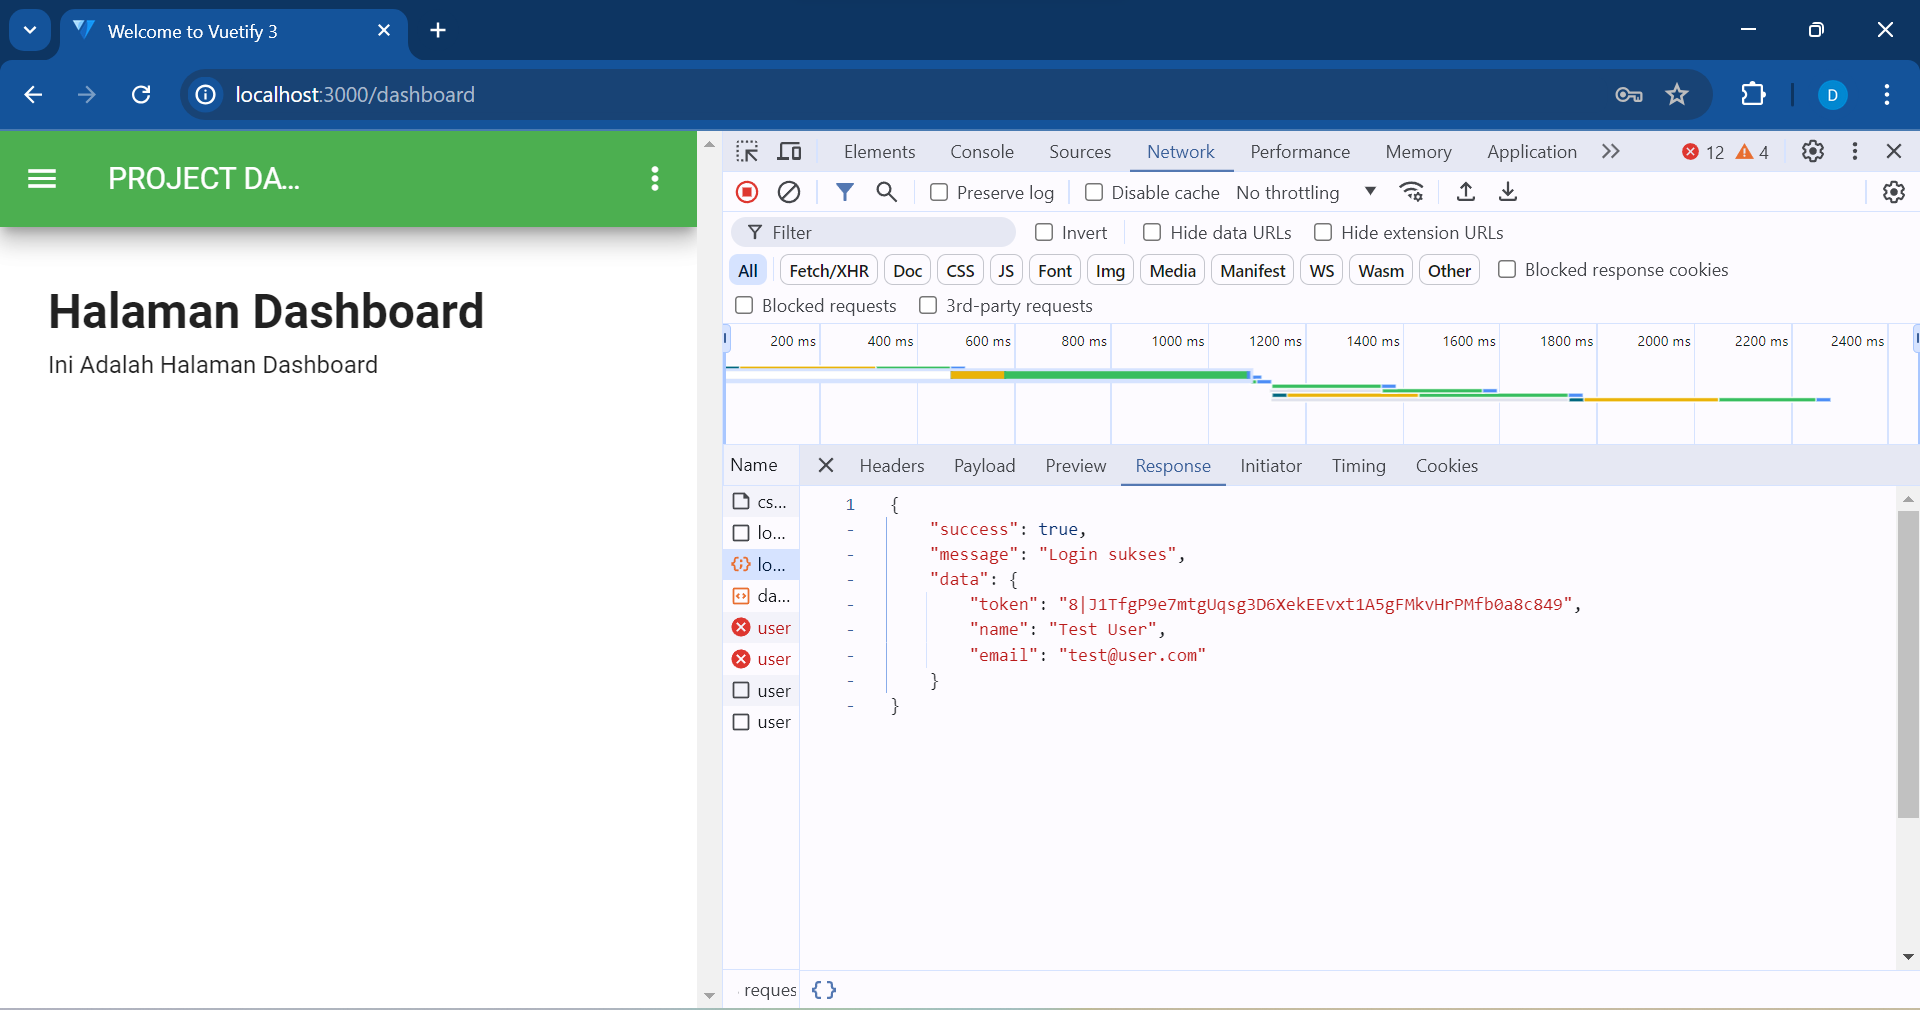 Welcome to Vuetify 3
localhost:3000/dashboard
D
PROJECT DA...
Halaman Dashboard
Ini Adalah Halaman Dashboard
Elements Console Sources Network Performance Memory Application 12 4
Preserve log Disable cache No throttling
Filter Invert Hide data URLs Hide extension URLs
All Fetch/XHR Doc CSS JS Font Img Media Manifest WS Wasm Other Blocked response cookies
Blocked requests 3rd-party requests
200 ms 400 ms 600 ms 800 ms 1000 ms 1200 ms 1400 ms 1600 ms 1800 ms 2000 ms 2200 ms 2400 ms
Name
cs...
lo...
lo...
da...
user
user
user
user
reques
Headers Payload Preview Response Initiator Timing Cookies
1 {
- "success": true,
- "message": "Login sukses",
- "data": {
- "token": "8|J1TfgP9e7mtgUqsg3D6XekEEvxt1A5gFMkvHrPMfb0a8c849",
- "name": "Test User",
- "email": "test@user.com"
- }
- }
{}